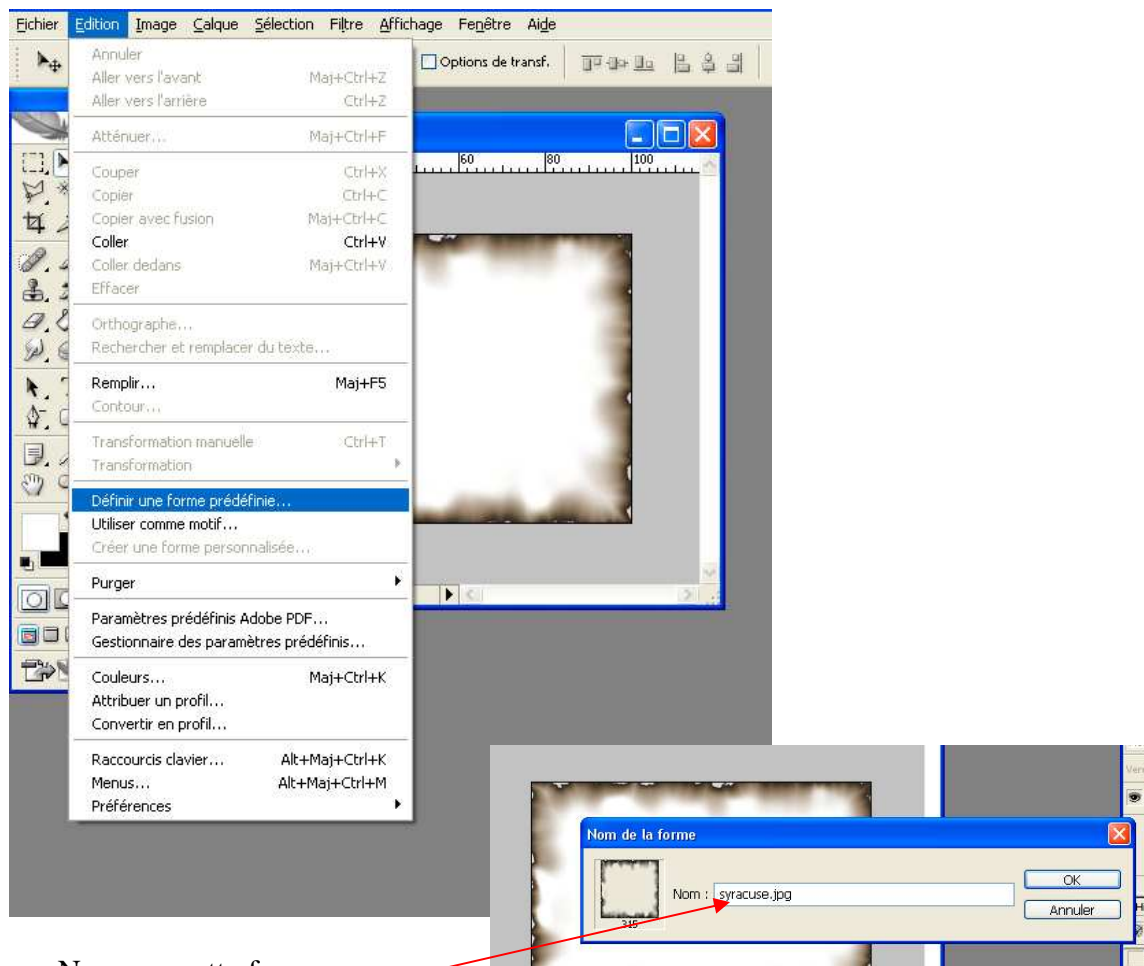 Fichier Edition Image Calque Sélection Filtre Affichage Fenêtre Aide
Options de transf.
Annuler
Aller vers l'avant Maj+Ctrl+Z
Aller vers l'arrière Ctrl+Z
Atténuer... Maj+Ctrl+F
60 80 100
Couper Ctrl+X
Copier Ctrl+C
Copier avec fusion Maj+Ctrl+C
Coller Ctrl+V
Coller dedans Maj+Ctrl+V
Effacer
Orthographe...
Rechercher et remplacer du texte...
Remplir... Maj+F5
Contour...
Transformation manuelle Ctrl+T
Transformation
Définir une forme prédéfinie...
Utiliser comme motif...
Créer une forme personnalisée...
Purger
Paramètres prédéfinis Adobe PDF...
Gestionnaire des paramètres prédéfinis...
Couleurs... Maj+Ctrl+K
Attribuer un profil...
Convertir en profil...
Raccourcis clavier... Alt+Maj+Ctrl+K
Menus... Alt+Maj+Ctrl+M
Préférences
Nom de la forme
Nom : syracuse.jpg
OK
Annuler
315